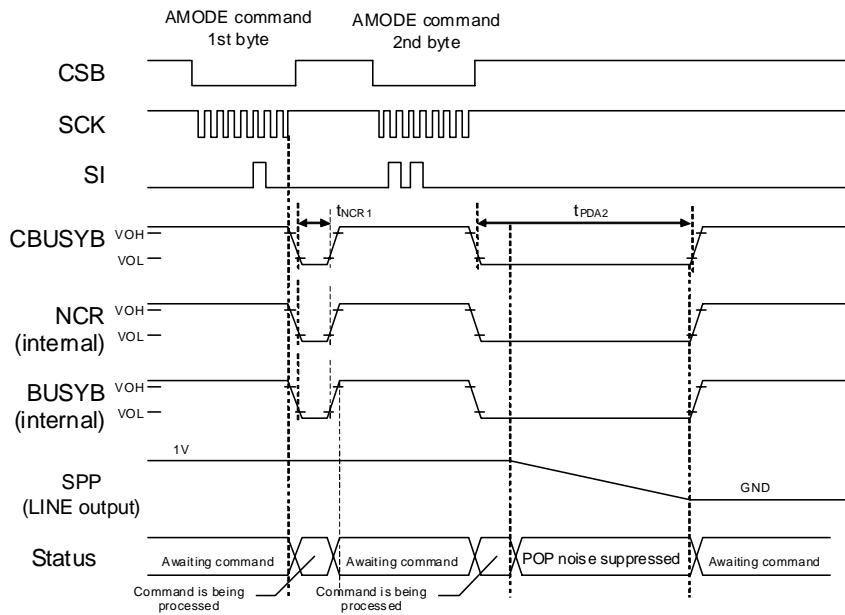 AMODE command
1st byte
AMODE command
2nd byte
CSB
SCK
SI
tNCR1
tPDA2
CBUSYB
VOH
VOL
NCR
(internal)
VOH
VOL
BUSYB
(internal)
VOH
VOL
1V
SPP
(LINE output)
GND
Status
Awaiting command
Awaiting command
POP noise suppressed
Awaiting command
Command is being
processed
Command is being
processed